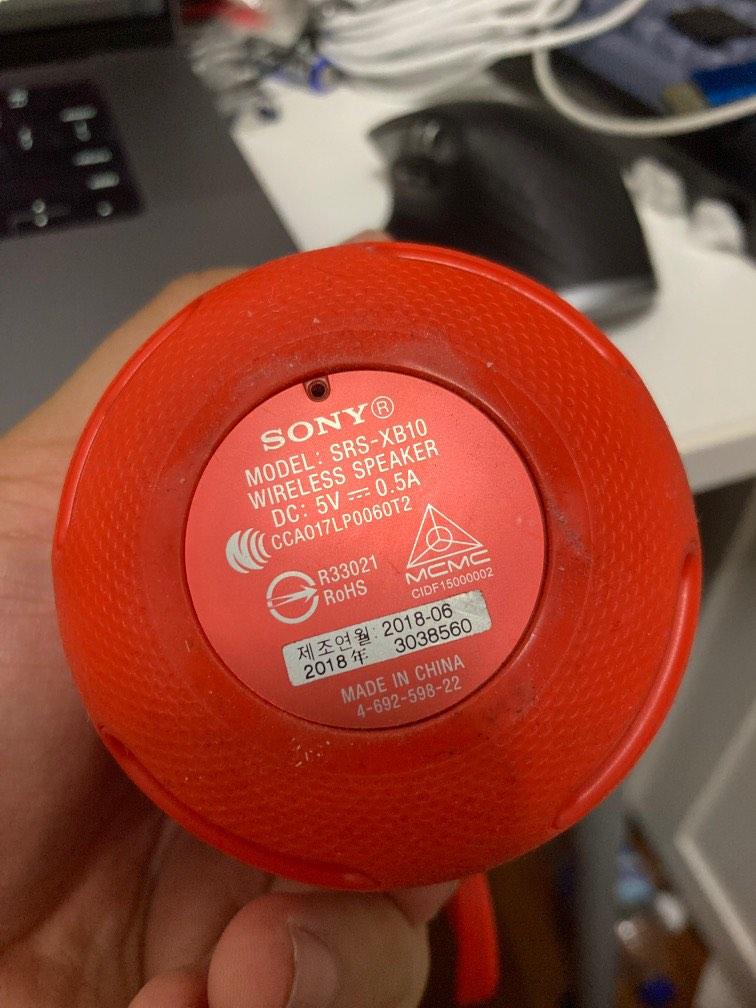 SONY®
MODEL: SRS-XB10
WIRELESS SPEAKER
DC: 5V ⎓ 0.5A
CCAO17LP0060T2
R33021
RoHS
MCMC
CIDF15000002
제조연월: 2018-06
2018年 3038560
MADE IN CHINA
4-692-598-22